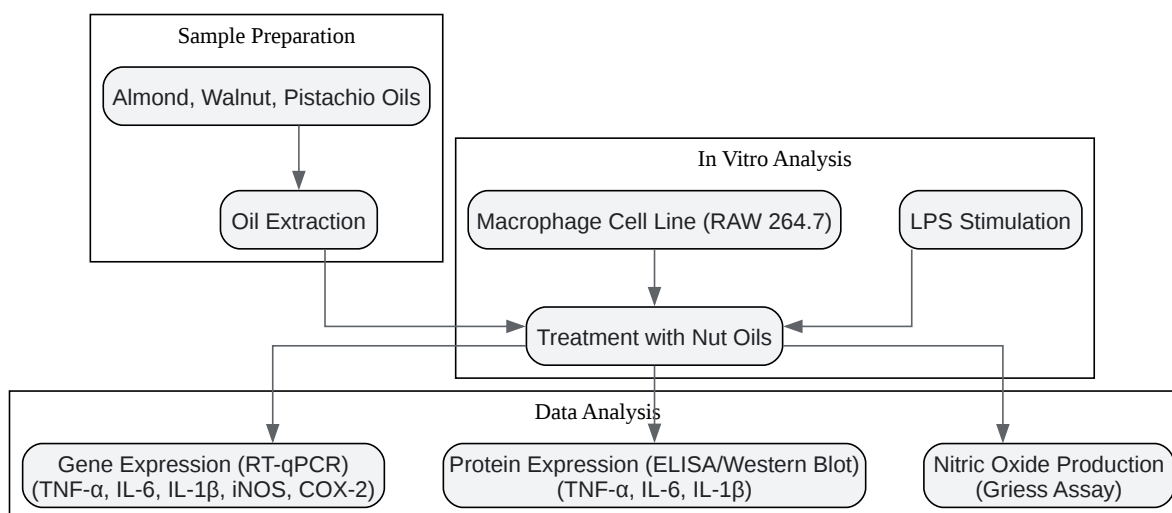 Sample Preparation
Almond, Walnut, Pistachio Oils
Oil Extraction
In Vitro Analysis
Macrophage Cell Line (RAW 264.7)
LPS Stimulation
Treatment with Nut Oils
Data Analysis
Gene Expression (RT-qPCR)
(TNF-α, IL-6, IL-1β, iNOS, COX-2)
Protein Expression (ELISA/Western Blot)
(TNF-α, IL-6, IL-1β)
Nitric Oxide Production
(Griess Assay)